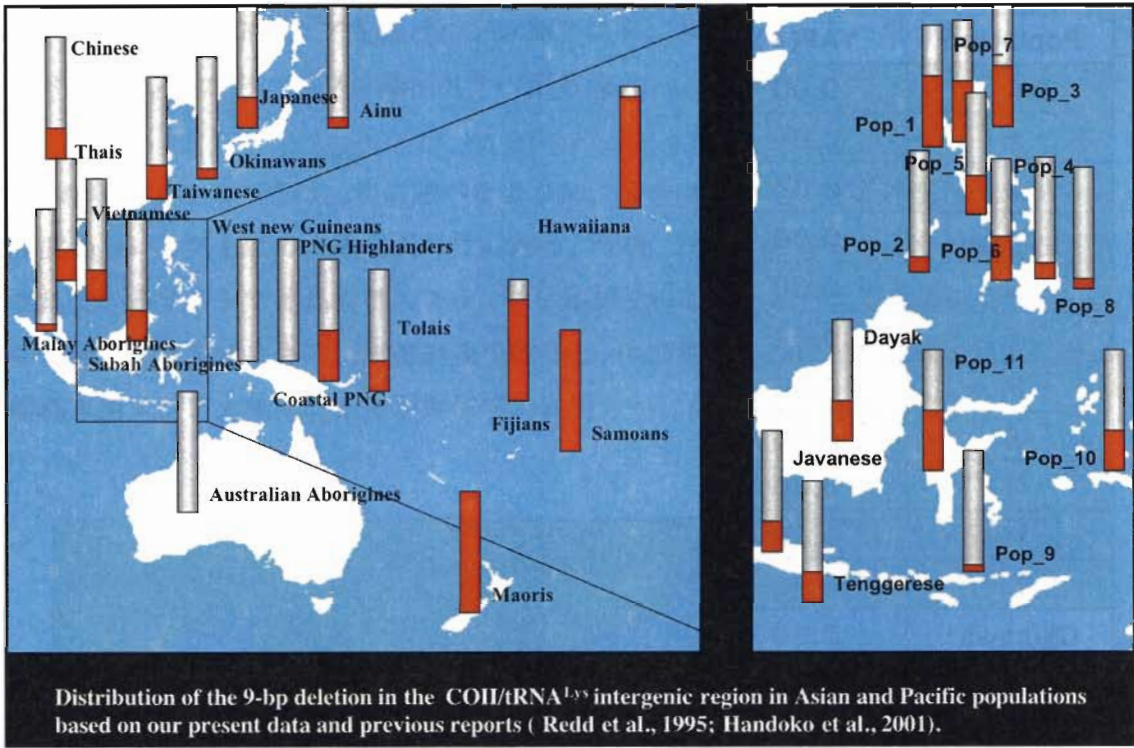 Chinese
Japanese
Ainu
Thais
Okinawans
Taiwanese
Vietnamese
West new Guineans
PNG Highlanders
Hawaiiana
Tolais
Malay Aborigines
Sabah Aborigines
Coastal PNG
Fijians
Samoans
Australian Aborigines
Maoris
Pop_7
Pop_3
Pop_1
Pop_5
Pop_4
Pop_2
Pop_6
Pop_8
Dayak
Pop_11
Javanese
Pop_10
Pop_9
Tenggerese
Distribution of the 9-bp deletion in the COII/tRNALys intergenic region in Asian and Pacific populations
based on our present data and previous reports ( Redd et al., 1995; Handoko et al., 2001).